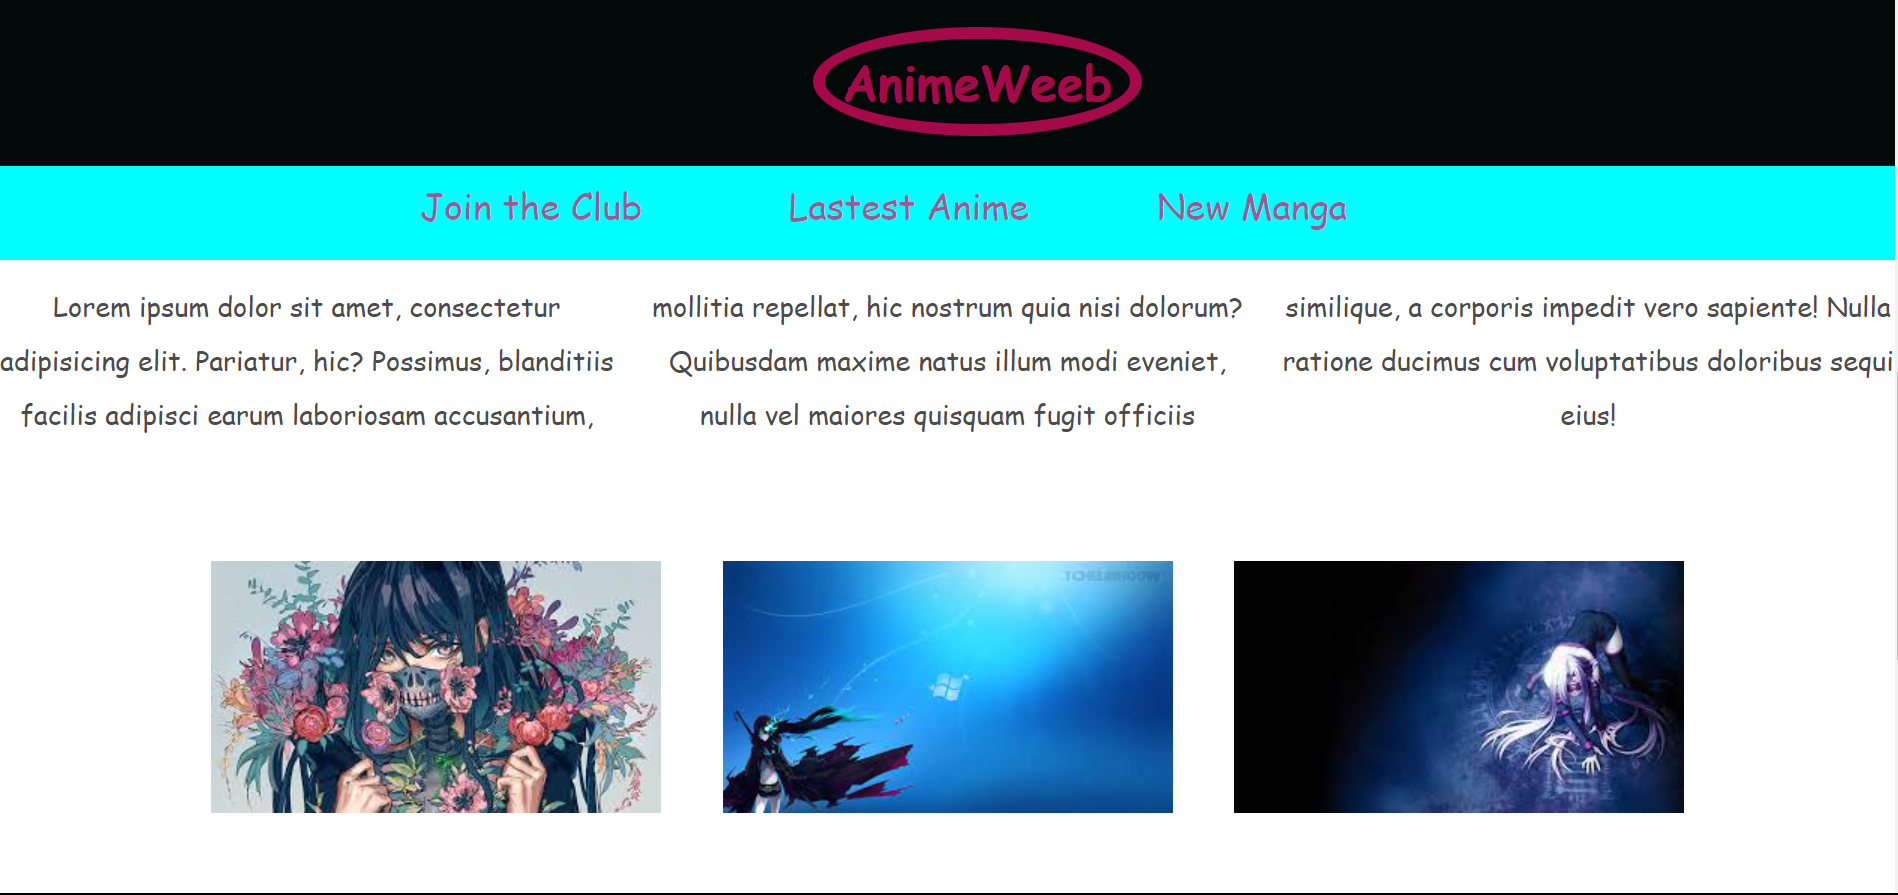 AnimeWeeb
Join the Club
Lastest Anime
New Manga
Lorem ipsum dolor sit amet, consectetur
adipisicing elit. Pariatur, hic? Possimus, blanditiis
facilis adipisci earum laboriosam accusantium,
mollitia repellat, hic nostrum quia nisi dolorum?
Quibusdam maxime natus illum modi eveniet,
nulla vel maiores quisquam fugit officiis
similique, a corporis impedit vero sapiente! Nulla
ratione ducimus cum voluptatibus doloribus sequi
eius!